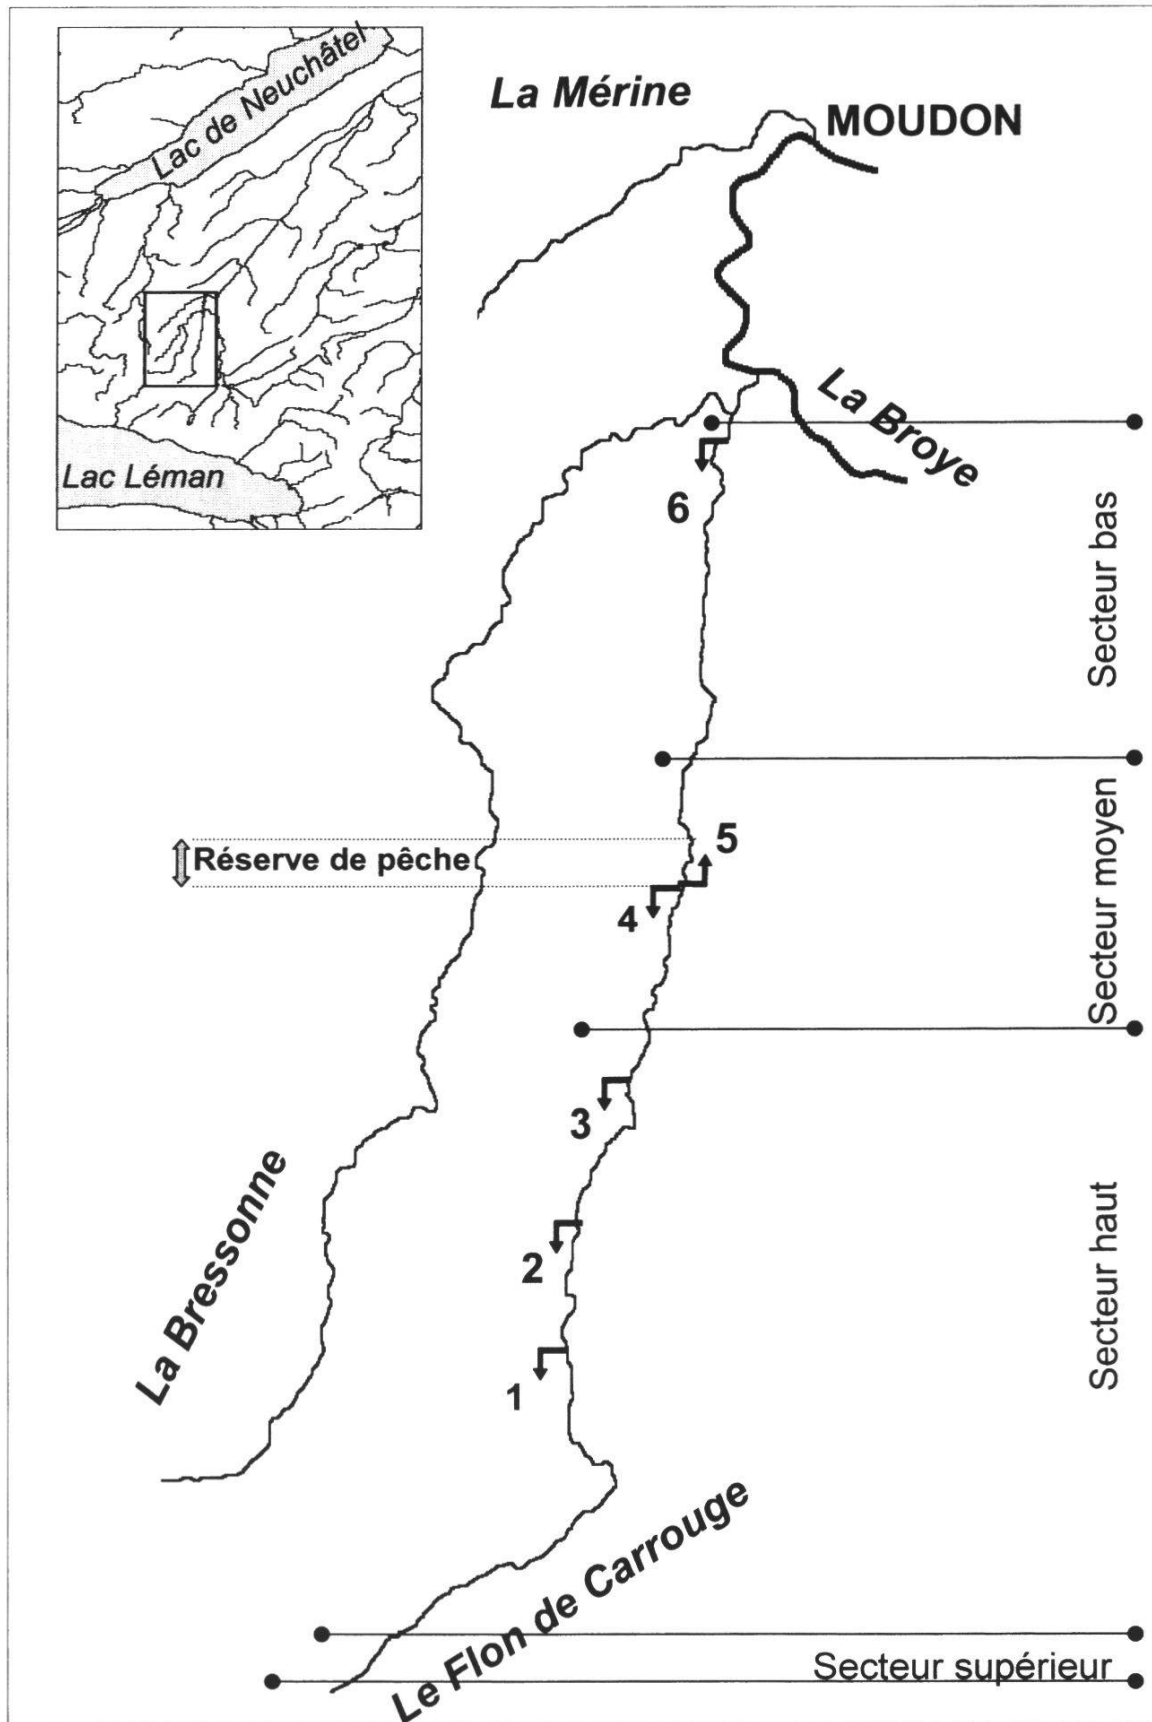 Lac de Neuchâtel
Lac Léman
La Mérine
MOUDON
La Broye
6
Secteur bas
5
Réserve de pêche
4
Secteur moyen
3
2
La Bressonne
1
Secteur haut
Le Flon de Carrouge
Secteur supérieur